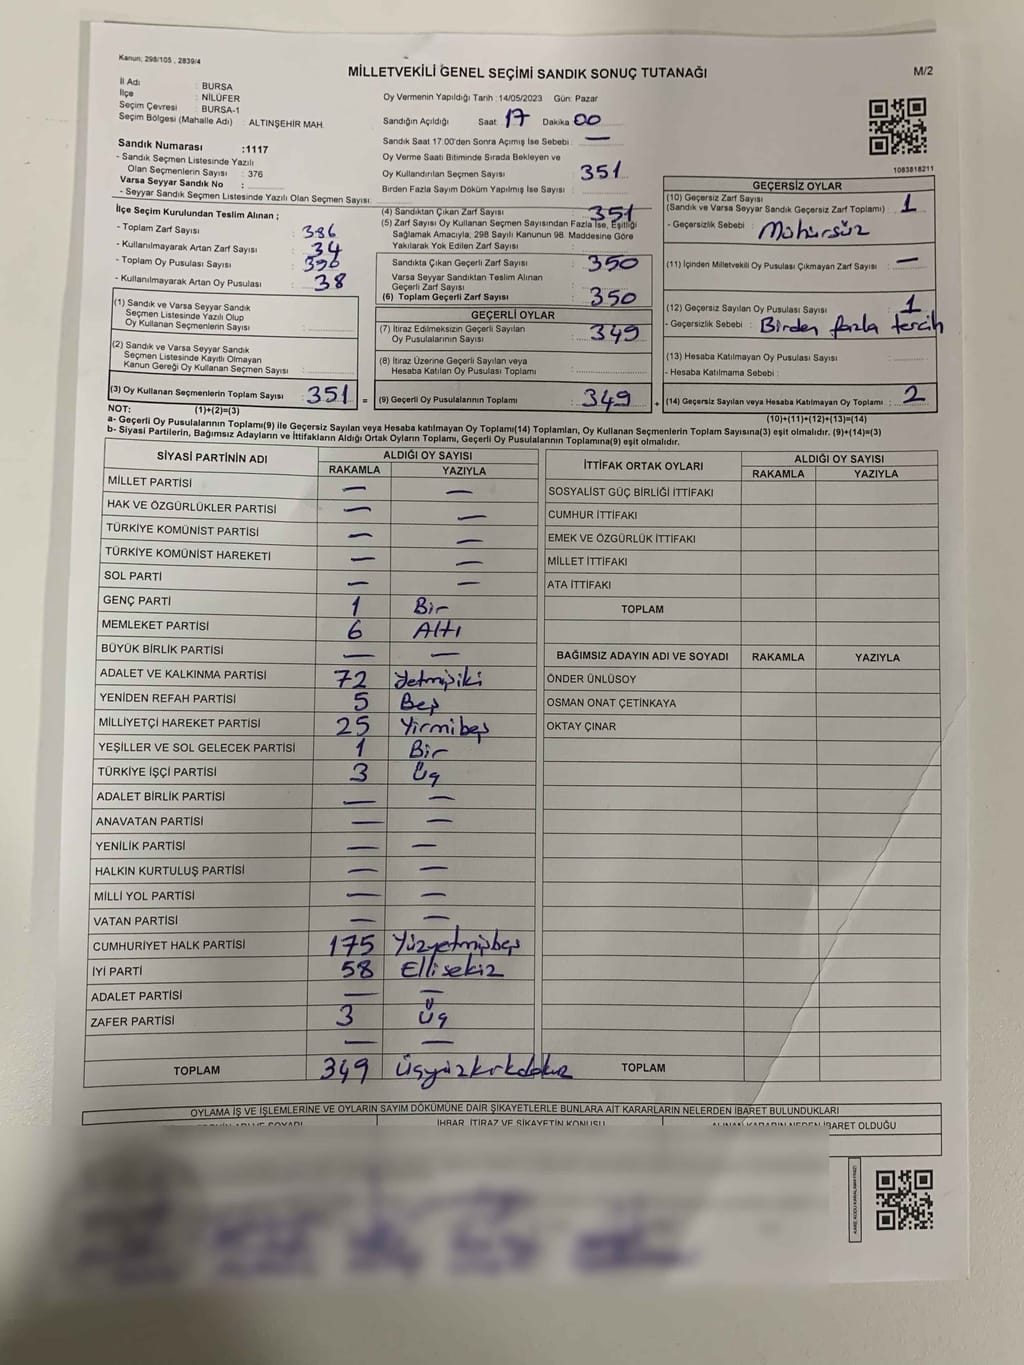 Kanun; 298/105 , 2839/4
MİLLETVEKİLİ GENEL SEÇİMİ SANDIK SONUÇ TUTANAĞI
M/2
İl Adı : BURSA
İlçe : NİLÜFER
Seçim Çevresi : BURSA-1
Seçim Bölgesi (Mahalle Adı) : ALTINŞEHİR MAH.
Sandık Numarası :1117
- Sandık Seçmen Listesinde Yazılı
Olan Seçmenlerin Sayısı : 376
Varsa Seyyar Sandık No :
- Seyyar Sandık Seçmen Listesinde Yazılı Olan Seçmen Sayısı:
İlçe Seçim Kurulundan Teslim Alınan ;
- Toplam Zarf Sayısı : 386
- Kullanılmayarak Artan Zarf Sayısı : 34
- Toplam Oy Pusulası Sayısı : 390
- Kullanılmayarak Artan Oy Pusulası : 38
(1) Sandık ve Varsa Seyyar Sandık
Seçmen Listesinde Yazılı Olup
Oy Kullanan Seçmenlerin Sayısı :
(2) Sandık ve Varsa Seyyar Sandık
Seçmen Listesinde Kayıtlı Olmayan
Kanun Gereği Oy Kullanan Seçmen Sayısı :
(3) Oy Kullanan Seçmenlerin Toplam Sayısı : 351 =
Oy Vermenin Yapıldığı Tarih :14/05/2023 Gün: Pazar
Sandığın Açıldığı Saat: 17 Dakika 00
Sandık Saat 17:00'den Sonra Açımış İse Sebebi : —
Oy Verme Saati Bitiminde Sırada Bekleyen ve
Oy Kullandırılan Seçmen Sayısı : 351
Birden Fazla Sayım Döküm Yapılmış İse Sayısı :
(4) Sandıktan Çıkan Zarf Sayısı : 351
(5) Zarf Sayısı Oy Kullanan Seçmen Sayısından Fazla İse, Eşitliği
Sağlamak Amacıyla, 298 Sayılı Kanunun 98. Maddesine Göre
Yakılarak Yok Edilen Zarf Sayısı :
Sandıkta Çıkan Geçerli Zarf Sayısı : 350
Varsa Seyyar Sandıktan Teslim Alınan
Geçerli Zarf Sayısı :
(6) Toplam Geçerli Zarf Sayısı : 350
GEÇERLİ OYLAR
(7) İtiraz Edilmeksizin Geçerli Sayılan
Oy Pusulalarının Sayısı : 349
(8) İtiraz Üzerine Geçerli Sayılan veya
Hesaba Katılan Oy Pusulası Toplamı :
(9) Geçerli Oy Pusulalarının Toplamı : 349 +
1083818211
GEÇERSİZ OYLAR
(10) Geçersiz Zarf Sayısı
(Sandık ve Varsa Seyyar Sandık Geçersiz Zarf Toplamı) : 1
- Geçersizlik Sebebi : Mühürsüz
(11) İçinden Milletvekili Oy Pusulası Çıkmayan Zarf Sayısı : —
(12) Geçersiz Sayılan Oy Pusulası Sayısı : 1
- Geçersizlik Sebebi : Birden fazla tercih
(13) Hesaba Katılmayan Oy Pusulası Sayısı :
- Hesaba Katılmama Sebebi :
(14) Geçersiz Sayılan veya Hesaba Katılmayan Oy Toplamı : 2
NOT: (1)+(2)=(3)
(10)+(11)+(12)+(13)=(14)
a- Geçerli Oy Pusulalarının Toplamı(9) ile Geçersiz Sayılan veya Hesaba katılmayan Oy Toplamı(14) Toplamları, Oy Kullanan Seçmenlerin Toplam Sayısına(3) eşit olmalıdır. (9)+(14)=(3)
b- Siyasi Partilerin, Bağımsız Adayların ve İttifakların Aldığı Ortak Oyların Toplamı, Geçerli Oy Pusulalarının Toplamına(9) eşit olmalıdır.
SİYASİ PARTİNİN ADI ALDIĞI OY SAYISI
RAKAMLA YAZIYLA
MİLLET PARTİSİ — —
HAK VE ÖZGÜRLÜKLER PARTİSİ — —
TÜRKİYE KOMÜNİST PARTİSİ — —
TÜRKİYE KOMÜNİST HAREKETİ — —
SOL PARTİ — —
GENÇ PARTİ 1 Bir
MEMLEKET PARTİSİ 6 Altı
BÜYÜK BİRLİK PARTİSİ — —
ADALET VE KALKINMA PARTİSİ 72 Yetmişiki
YENİDEN REFAH PARTİSİ 5 Beş
MİLLİYETÇİ HAREKET PARTİSİ 25 Yirmibeş
YEŞİLLER VE SOL GELECEK PARTİSİ 1 Bir
TÜRKİYE İŞÇİ PARTİSİ 3 Üç
ADALET BİRLİK PARTİSİ — —
ANAVATAN PARTİSİ — —
YENİLİK PARTİSİ — —
HALKIN KURTULUŞ PARTİSİ — —
MİLLİ YOL PARTİSİ — —
VATAN PARTİSİ — —
CUMHURİYET HALK PARTİSİ 175 Yüzyetmişbeş
İYİ PARTİ 58 Ellisekiz
ADALET PARTİSİ — —
ZAFER PARTİSİ 3 Üç
— —
TOPLAM 349 Üçyüzkırkdokuz
İTTİFAK ORTAK OYLARI ALDIĞI OY SAYISI
RAKAMLA YAZIYLA
SOSYALİST GÜÇ BİRLİĞİ İTTİFAKI
CUMHUR İTTİFAKI
EMEK VE ÖZGÜRLÜK İTTİFAKI
MİLLET İTTİFAKI
ATA İTTİFAKI
TOPLAM
BAĞIMSIZ ADAYIN ADI VE SOYADI RAKAMLA YAZIYLA
ÖNDER ÜNLÜSOY
OSMAN ONAT ÇETİNKAYA
OKTAY ÇINAR
TOPLAM
OYLAMA İŞ VE İŞLEMLERİNE VE OYLARIN SAYIM DÖKÜMÜNE DAİR ŞİKAYETLERLE BUNLARA AİT KARARLARIN NELERDEN İBARET BULUNDUKLARI
İHBAR, İTİRAZ VE ŞİKAYETİN KONUSU
ALINAN KARARIN NEDEN İBARET OLDUĞU